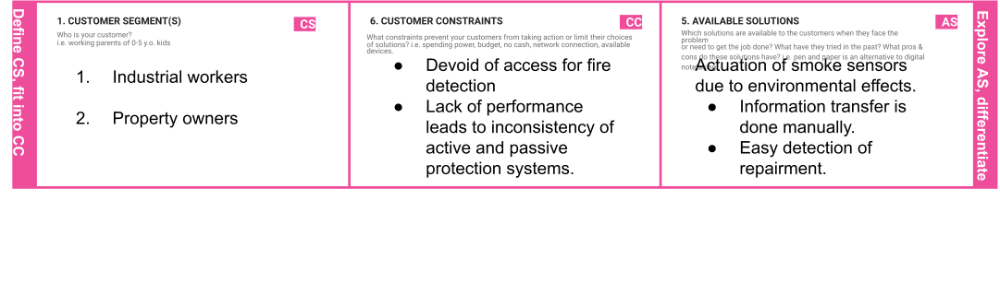 Define CS, fit into CC
1. CUSTOMER SEGMENT(S)
CS
Who is your customer?
i.e. working parents of 0-5 y.o. kids
1. Industrial workers
2. Property owners
6. CUSTOMER CONSTRAINTS
CC
What constraints prevent your customers from taking action or limit their choices
of solutions? i.e. spending power, budget, no cash, network connection, available
devices.
● Devoid of access for fire
detection
● Lack of performance
leads to inconsistency of
active and passive
protection systems.
5. AVAILABLE SOLUTIONS
AS
Which solutions are available to the customers when they face the
problem
or need to get the job done? What have they tried in the past? What pros &
cons do these solutions have? i.e. pen and paper is an alternative to digital
Actuation of smoke sensors
due to environmental effects.
● Information transfer is
done manually.
● Easy detection of
repairment.
Explore AS, differentiate